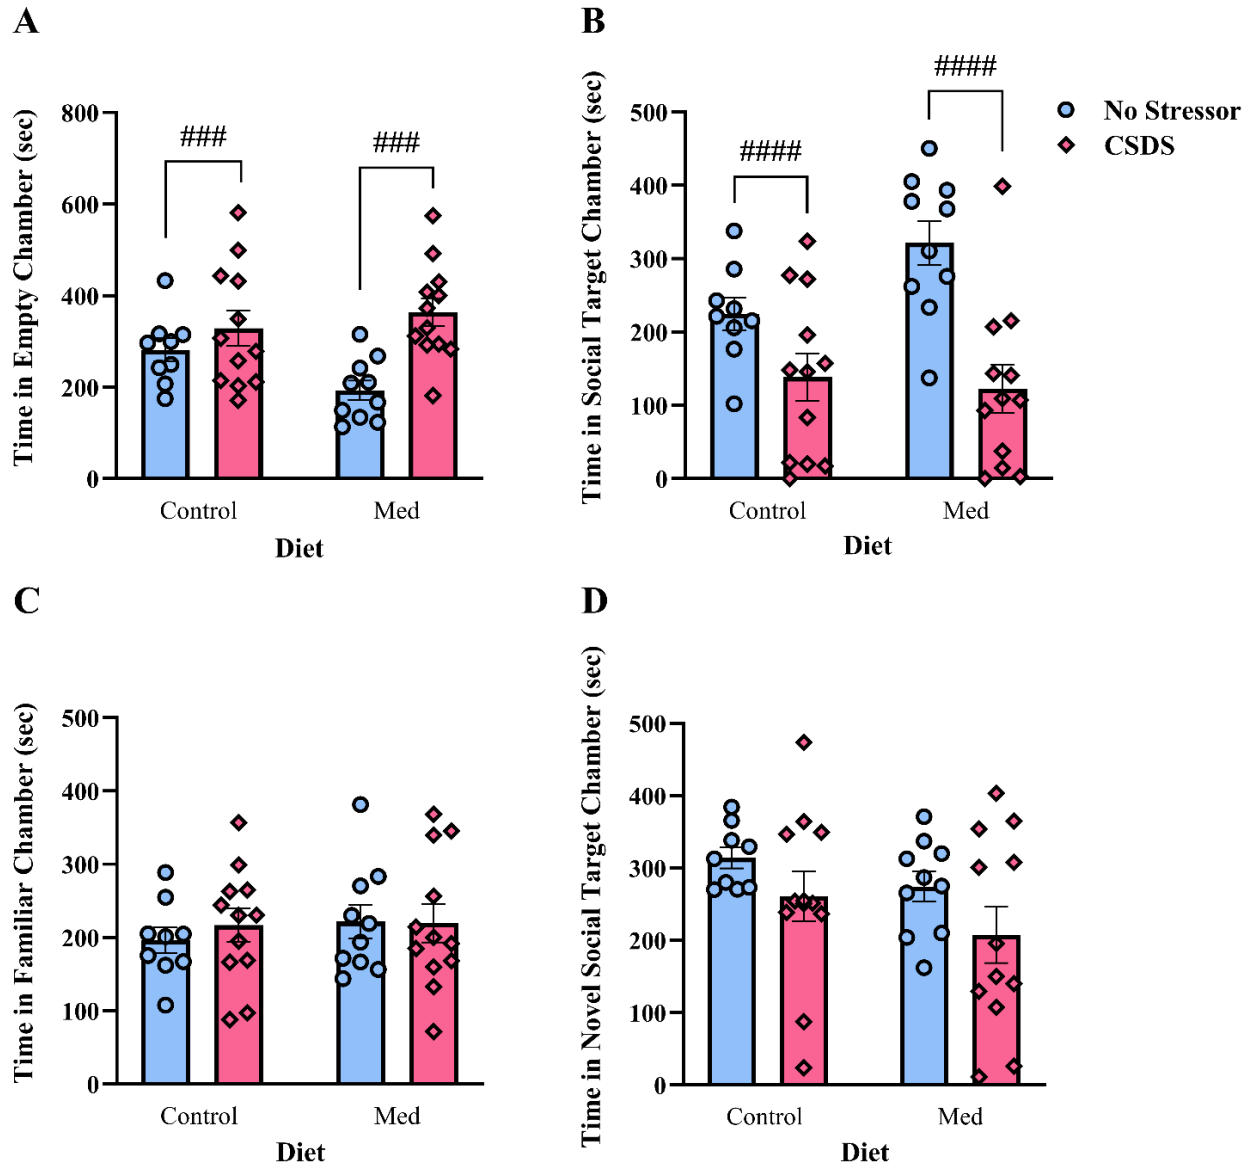 A
Time in Empty Chamber (sec)
800
600
400
200
0
###
###
Control
Med
Diet
B
Time in Social Target Chamber (sec)
500
400
300
200
100
0
####
####
Control
Med
Diet
No Stressor
CSDS
C
Time in Familiar Chamber (sec)
500
400
300
200
100
0
Control
Med
Diet
D
Time in Novel Social Target Chamber (sec)
500
400
300
200
100
0
Control
Med
Diet